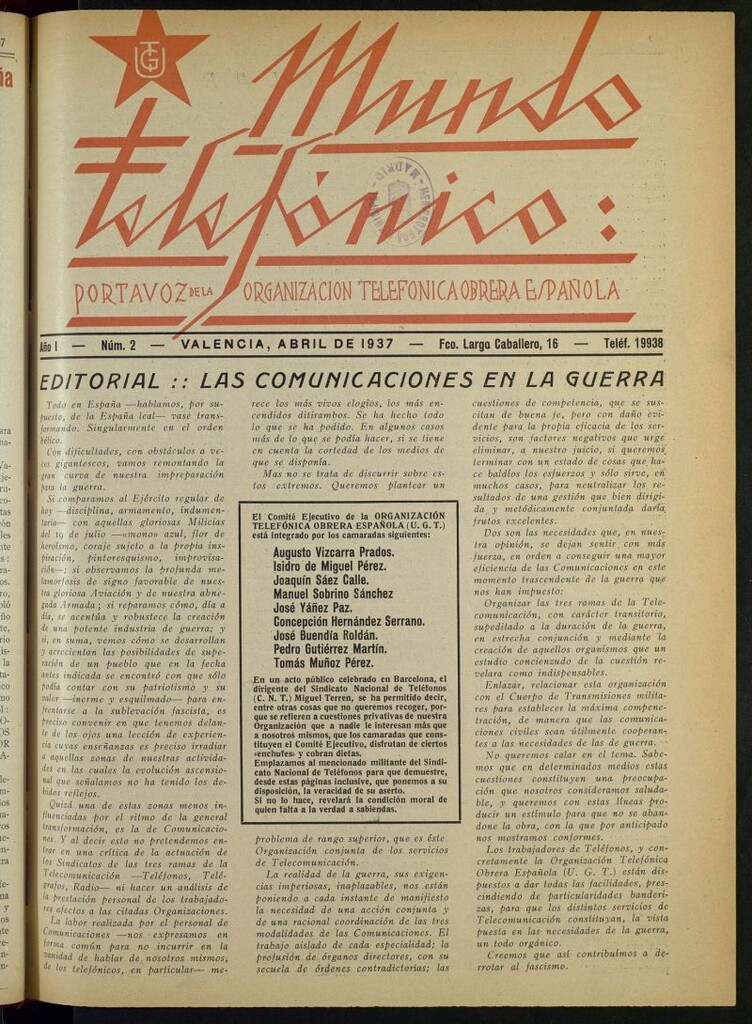 UGT
Mundo
Telefónico:
HEMEROTECA
MUNICIPAL
MADRID
PORTAVOZ DE LA ORGANIZACION TELEFONICA OBRERA ESPAÑOLA
Año I — Núm. 2 — VALENCIA, ABRIL DE 1937 — Fco. Largo Caballero, 16 — Teléf. 19938
EDITORIAL :: LAS COMUNICACIONES EN LA GUERRA
Todo en España —hablamos, por su-
puesto, de la España leal— vase trans-
formando. Singularmente en el orden
bélico.
Con dificultades, con obstáculos a ve-
ces gigantescos, vamos remontando la
gran curva de nuestra impreparación
para la guerra.
Si comparamos al Ejército regular de
hoy —disciplina, armamento, indumen-
taria— con aquellas gloriosas Milicias
del 19 de julio —«mono» azul, flor de
heroísmo, coraje sujeto a la propia ins-
piración, pintoresquismo, improvisa-
ción—; si observamos la profunda me-
tamorfosis de signo favorable de nues-
tra gloriosa Aviación y de nuestra abne-
gada Armada; si reparamos cómo, día a
día, se acentúa y robustece la creación
de una potente industria de guerra; y
si, en suma, vemos cómo se desarrollan
y acrecientan las posibilidades de supe-
ración de un pueblo que en la fecha
antes indicada se encontró con que sólo
podía contar con su patriotismo y su
valer —inerme y esquilmado— para en-
frentarse a la sublevación fascista, es
preciso convenir en que tenemos delan-
te de los ojos una lección de experien-
cia cuyas enseñanzas es preciso irradiar
a aquellas zonas de nuestras activida-
des en las cuales la evolución ascensio-
nal que señalamos no ha tenido los de-
bidos reflejos.
Quizá una de estas zonas menos in-
fluenciadas por el ritmo de la general
transformación, es la de Comunicacio-
nes. Y al decir esto no pretendemos en-
trar en una crítica de la actuación de
los Sindicatos de las tres ramas de la
Telecomunicación —Teléfonos, Telé-
grafos, Radio— ni hacer un análisis de
la prestación personal de los trabajado-
res afectos a las citadas Organizaciones.
La labor realizada por el personal de
Comunicaciones —nos expresamos en
forma común para no incurrir en la
vanidad de hablar de nosotros mismos,
de los telefónicos, en particular— me-
rece los más vivos elogios, los más en-
cendidos ditirambos. Se ha hecho todo
lo que se ha podido. En algunos casos
más de lo que se podía hacer, si se tiene
en cuenta la cortedad de los medios de
que se disponía.
Mas no se trata de discurrir sobre es-
tos extremos. Queremos plantear un
El Comité Ejecutivo de la ORGANIZACIÓN
TELEFÓNICA OBRERA ESPAÑOLA (U. G. T.)
está integrado por los camaradas siguientes:
Augusto Vizcarra Prados.
Isidro de Miguel Pérez.
Joaquín Sáez Calle.
Manuel Sobrino Sánchez
José Yáñez Paz.
Concepción Hernández Serrano.
José Buendía Roldán.
Pedro Gutiérrez Martín.
Tomás Muñoz Pérez.
En un acto público celebrado en Barcelona, el
dirigente del Sindicato Nacional de Teléfonos
(C. N. T.) Miguel Terren, se ha permitido decir,
entre otras cosas que no queremos recoger, por-
que se refieren a cuestiones privativas de nuestra
Organización que a nadie le interesan más que
a nosotros mismos, que los camaradas que cons-
tituyen el Comité Ejecutivo, disfrutan de ciertos
«enchufes» y cobran dietas.
Emplazamos al mencionado militante del Sindi-
cato Nacional de Teléfonos para que demuestre,
desde estas páginas inclusive, que ponemos a su
disposición, la veracidad de su aserto.
Si no lo hace, revelará la condición moral de
quien falta a la verdad a sabiendas.
problema de rango superior, que es éste
Organización conjunta de los servicios
de Telecomunicación.
La realidad de la guerra, sus exigen-
cias imperiosas, inaplazables, nos están
poniendo a cada instante de manifiesto
la necesidad de una acción conjunta y
de una racional coordinación de las tres
modalidades de las Comunicaciones. El
trabajo aislado de cada especialidad; la
profusión de órganos directores, con su
secuela de órdenes contradictorias; las
cuestiones de competencia, que se sus-
citan de buena fe, pero con daño eviden-
te para la propia eficacia de los ser-
vicios, son factores negativos que urge
eliminar, a nuestro juicio, si queremos
terminar con un estado de cosas que ha-
ce baldíos los esfuerzos y sólo sirve, en
muchos casos, para neutralizar los re-
sultados de una gestión que bien dirigi-
da y metódicamente conjuntada daría
frutos excelentes.
Dos son las necesidades que, en nues-
tra opinión, se dejan sentir con más
fuerza, en orden a conseguir una mayor
eficiencia de las Comunicaciones en este
momento trascendente de la guerra que
nos han impuesto:
Organizar las tres ramas de la Tele-
comunicación, con carácter transitorio,
supeditado a la duración de la guerra,
en estrecha conjunción y mediante la
creación de aquellos organismos que un
estudio concienzudo de la cuestión re-
velara como indispensables.
Enlazar, relacionar esta organización
con el Cuerpo de Transmisiones milita-
res para establecer la máxima compene-
tración, de manera que las comunica-
ciones civiles sean útilmente cooperan-
tes a las necesidades de las de guerra.
No queremos calar en el tema. Sabe-
mos que en determinados medios estas
cuestiones constituyen una preocupa-
ción que nosotros consideramos saluda-
ble, y queremos con estas líneas produ-
cir un estímulo para que no se aban-
done la obra, con la que por anticipado
nos mostramos conformes.
Los trabajadores de Teléfonos, y con-
cretamente la Organización Telefónica
Obrera Española (U. G. T.) están dis-
puestos a dar todas las facilidades, pres-
cindiendo de particularidades banderi-
zas, para que los distintos servicios de
Telecomunicación constituyan, la vista
puesta en las necesidades de la guerra,
un todo orgánico.
Creemos que así contribuímos a de-
rrotar al fascismo.